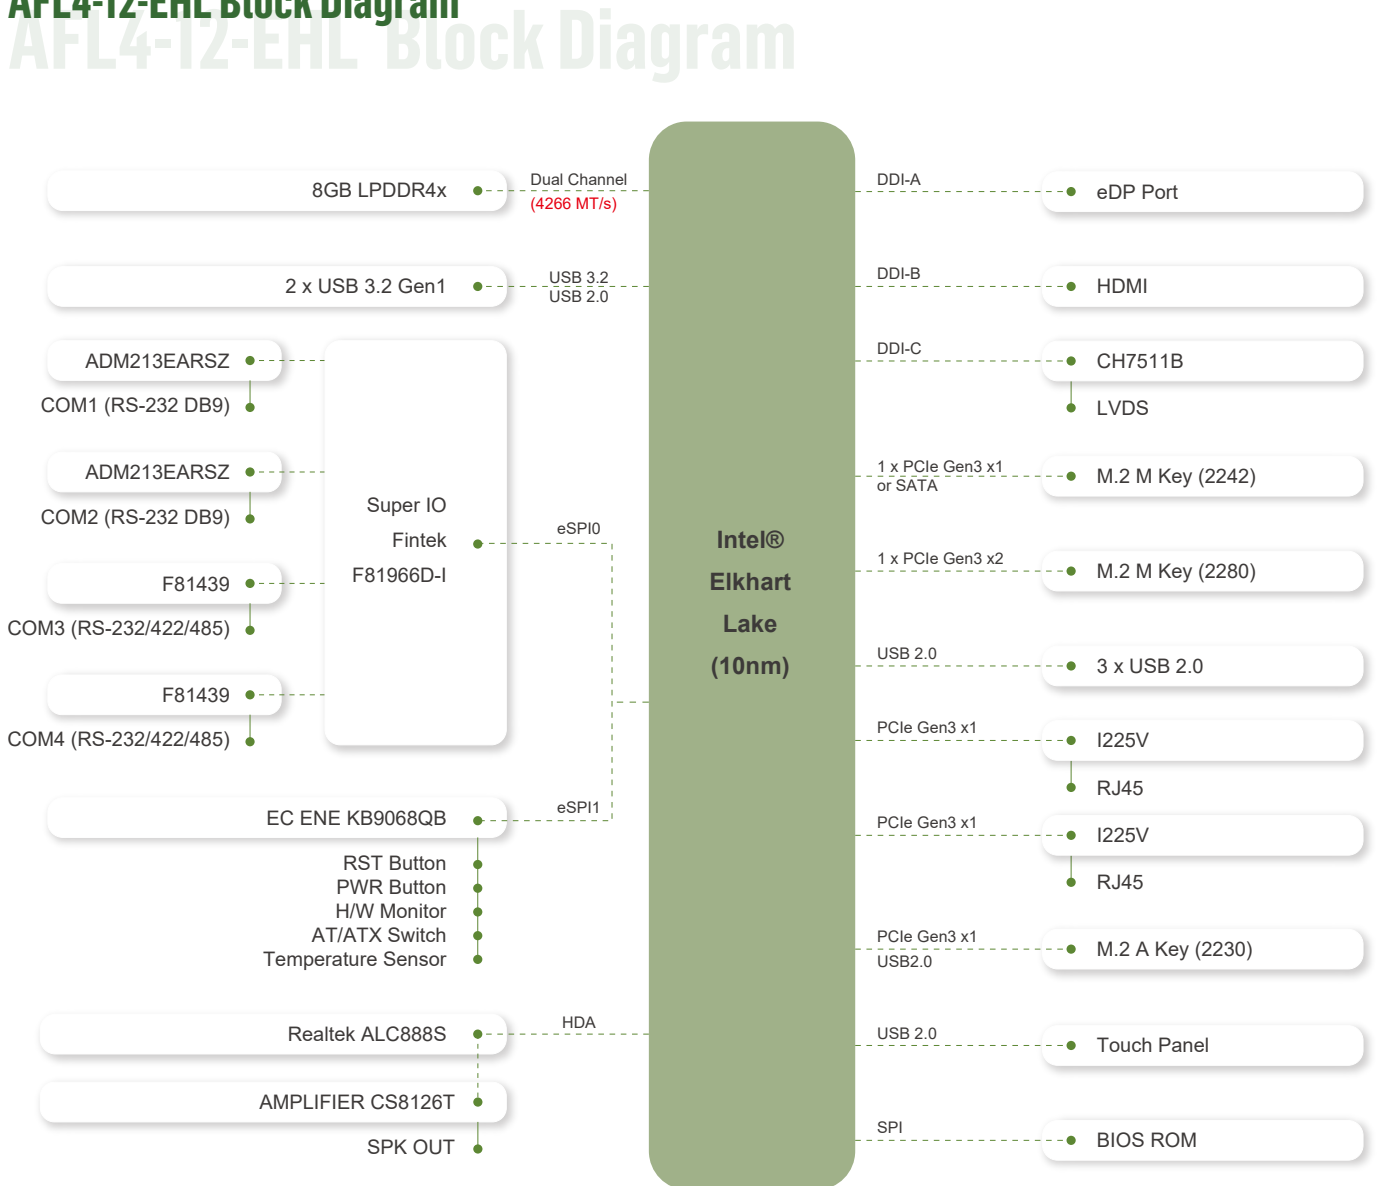 AFL4-12-EHL Block Diagram
AFL4-12-EHL Block Diagram
8GB LPDDR4x
Dual Channel
(4266 MT/s)
2 x USB 3.2 Gen1
USB 3.2
USB 2.0
ADM213EARSZ
COM1 (RS-232 DB9)
ADM213EARSZ
COM2 (RS-232 DB9)
F81439
COM3 (RS-232/422/485)
F81439
COM4 (RS-232/422/485)
Super IO
Fintek
F81966D-I
eSPI0
EC ENE KB9068QB
eSPI1
RST Button
PWR Button
H/W Monitor
AT/ATX Switch
Temperature Sensor
Realtek ALC888S
HDA
AMPLIFIER CS8126T
SPK OUT
Intel®
Elkhart
Lake
(10nm)
DDI-A
eDP Port
DDI-B
HDMI
DDI-C
CH7511B
LVDS
1 x PCIe Gen3 x1
or SATA
M.2 M Key (2242)
1 x PCIe Gen3 x2
M.2 M Key (2280)
USB 2.0
3 x USB 2.0
PCIe Gen3 x1
I225V
RJ45
PCIe Gen3 x1
I225V
RJ45
PCIe Gen3 x1
USB2.0
M.2 A Key (2230)
USB 2.0
Touch Panel
SPI
BIOS ROM